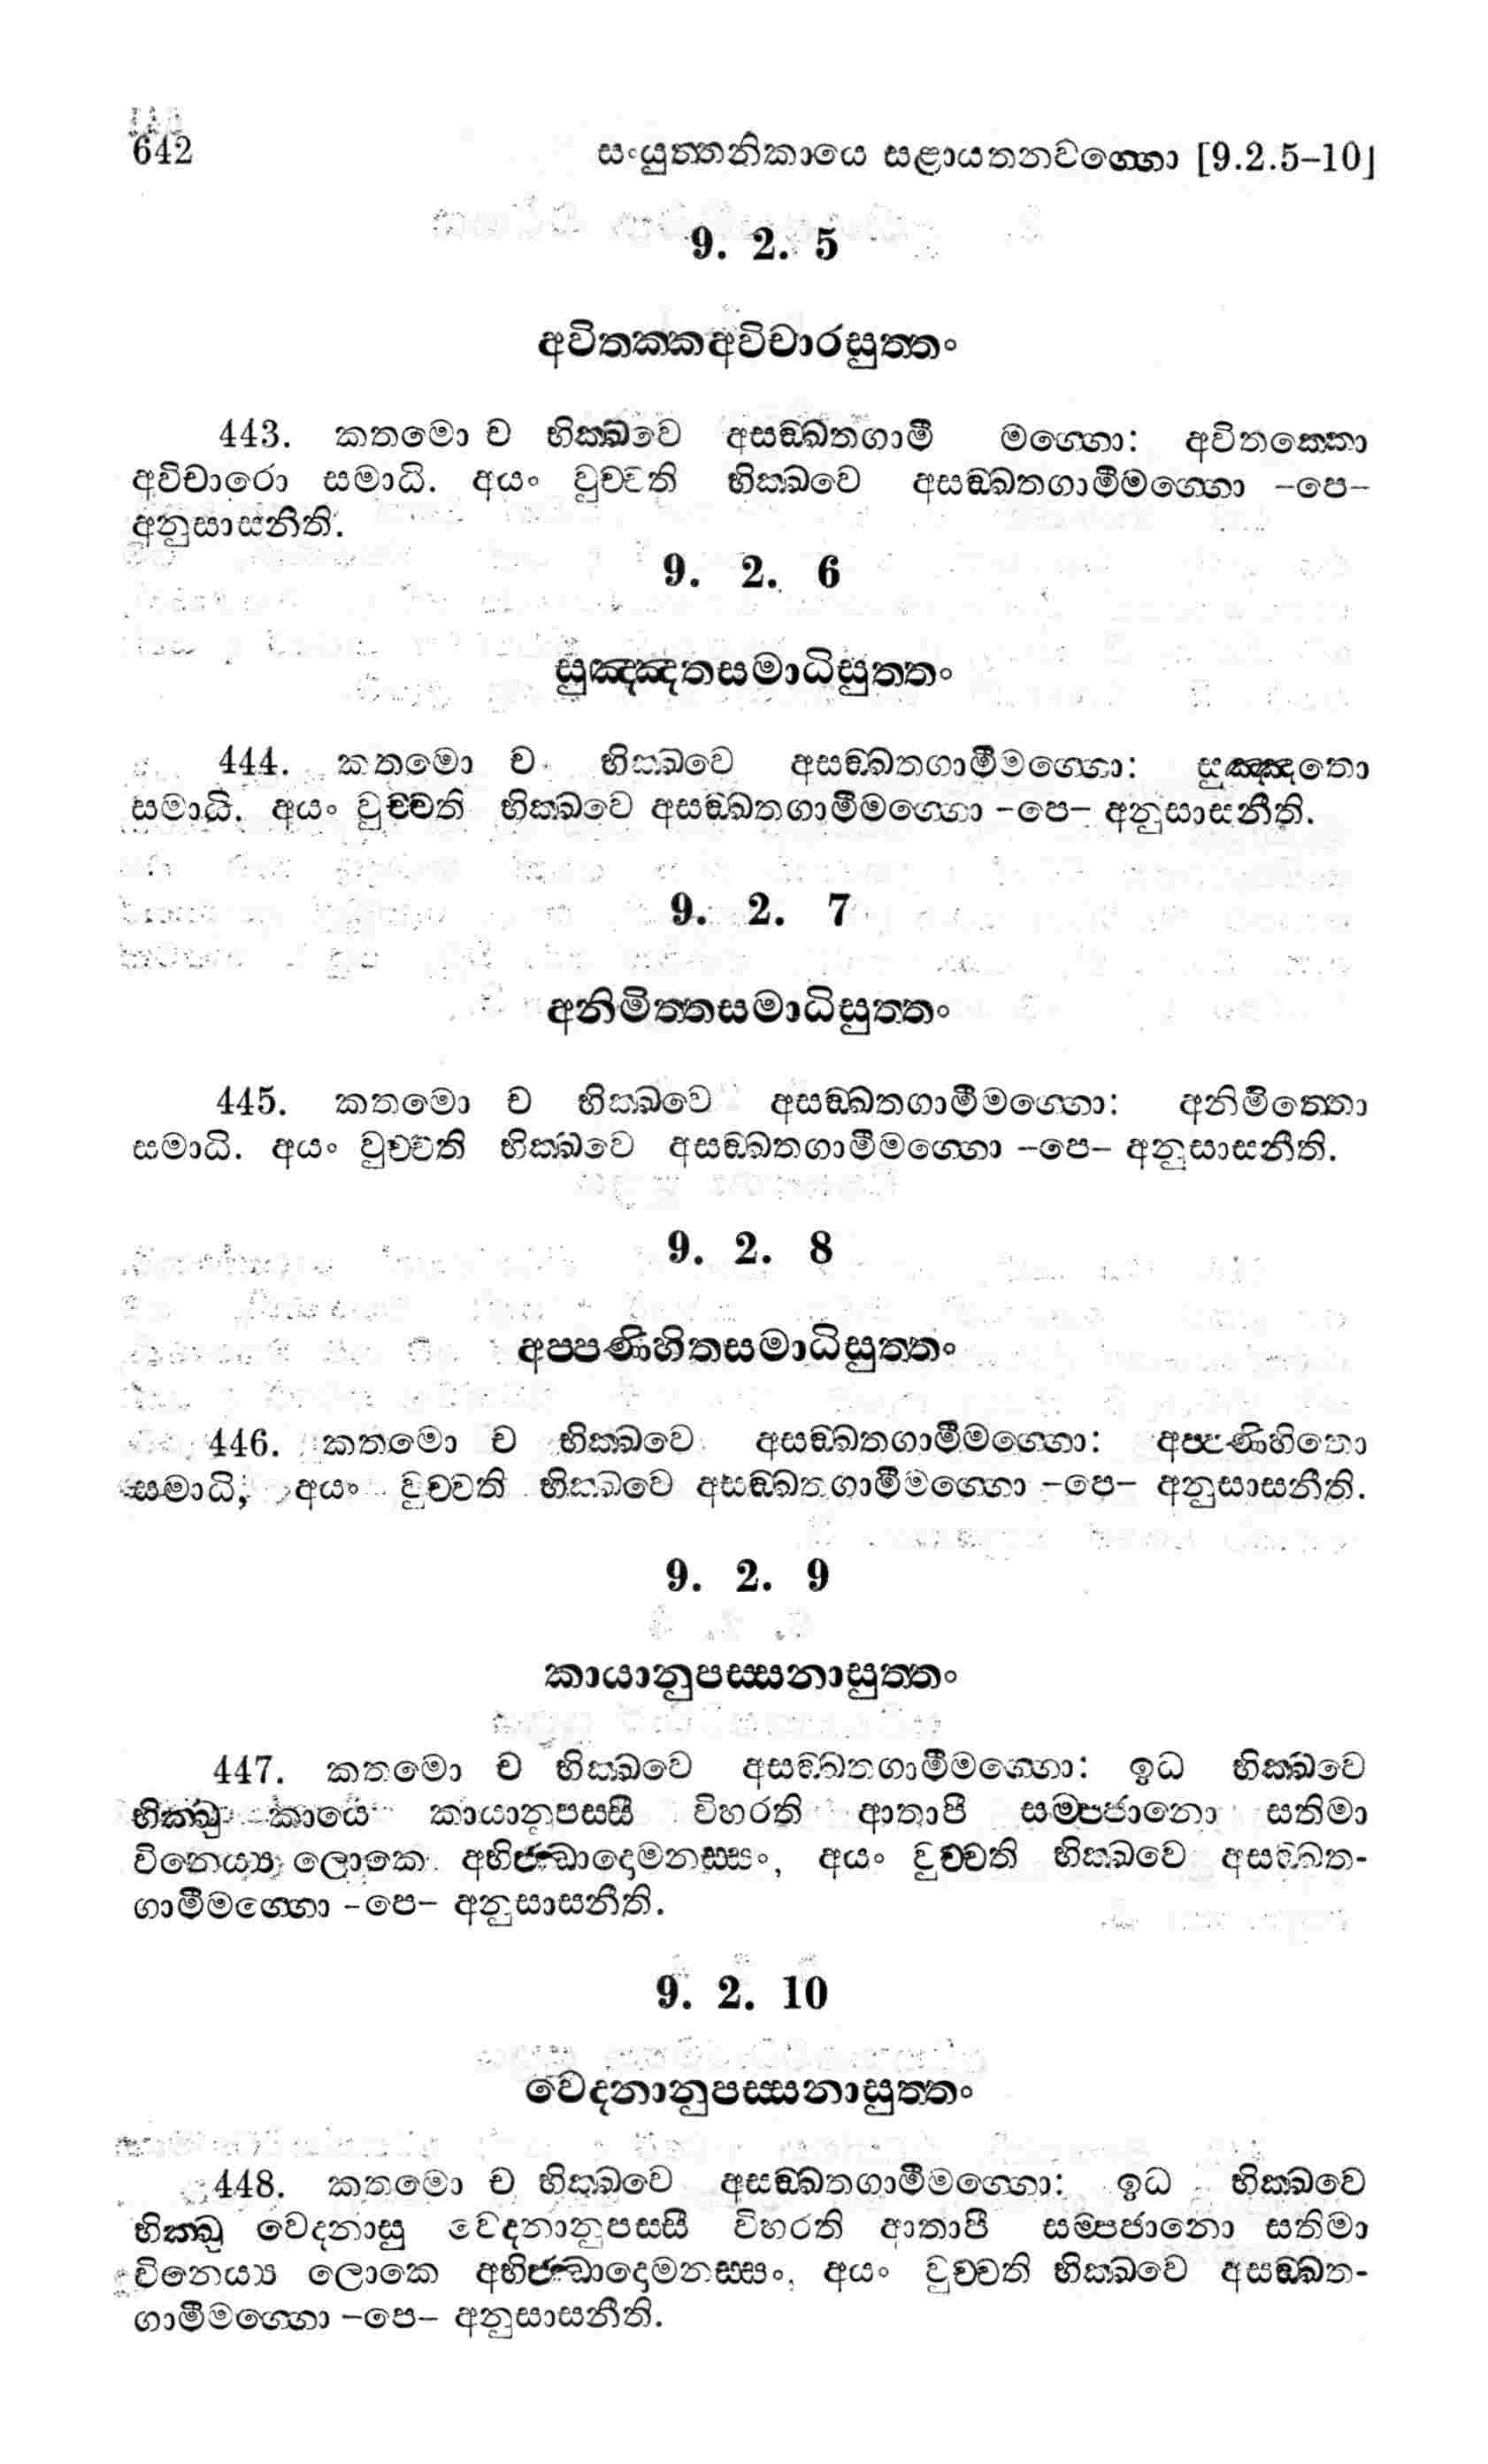 642
සංයුත්තනිකායෙ සළායතනවග්ගො [9.2.5–10]
9. 2. 5
අවිතක්කඅවිචාරසුත්තං
443. කතමො ච භික්ඛවෙ අසඞ්ඛතගාමී මග්ගො: අවිතක්කො
අවිචාරො සමාධි. අයං වුච්චති භික්ඛවෙ අසඞ්ඛතගාමීමග්ගො –පෙ–
අනුසාසනීති.
9. 2. 6
සුඤ්ඤතසමාධිසුත්තං
444. කතමො ච භික්ඛවෙ අසඞ්ඛතගාමීමග්ගො: සුඤ්ඤතො
සමාධි. අයං වුච්චති භික්ඛවෙ අසඞ්ඛතගාමීමග්ගො –පෙ– අනුසාසනීති.
9. 2. 7
අනිමිත්තසමාධිසුත්තං
445. කතමො ච භික්ඛවෙ අසඞ්ඛතගාමීමග්ගො: අනිමිත්තො
සමාධි. අයං වුච්චති භික්ඛවෙ අසඞ්ඛතගාමීමග්ගො –පෙ– අනුසාසනීති.
9. 2. 8
අප්පණිහිතසමාධිසුත්තං
446. කතමො ච භික්ඛවෙ අසඞ්ඛතගාමීමග්ගො: අප්පණිහිතො
සමාධි, අයං වුච්චති භික්ඛවෙ අසඞ්ඛතගාමීමග්ගො –පෙ– අනුසාසනීති.
9. 2. 9
කායානුපස්සනාසුත්තං
447. කතමො ච භික්ඛවෙ අසඞ්ඛතගාමීමග්ගො: ඉධ භික්ඛවෙ
භික්ඛු කායෙ කායානුපස්සී විහරති ආතාපී සම්පජානො සතිමා
විනෙය්‍ය ලොකෙ අභිජ්ඣාදොමනස්සං, අයං වුච්චති භික්ඛවෙ අසඞ්ඛත-
ගාමීමග්ගො –පෙ– අනුසාසනීති.
9. 2. 10
වෙදනානුපස්සනාසුත්තං
448. කතමො ච භික්ඛවෙ අසඞ්ඛතගාමීමග්ගො: ඉධ භික්ඛවෙ
භික්ඛු වෙදනාසු වෙදනානුපස්සී විහරති ආතාපී සම්පජානො සතිමා
විනෙය්‍ය ලොකෙ අභිජ්ඣාදොමනස්සං, අයං වුච්චති භික්ඛවෙ අසඞ්ඛත-
ගාමීමග්ගො –පෙ– අනුසාසනීති.